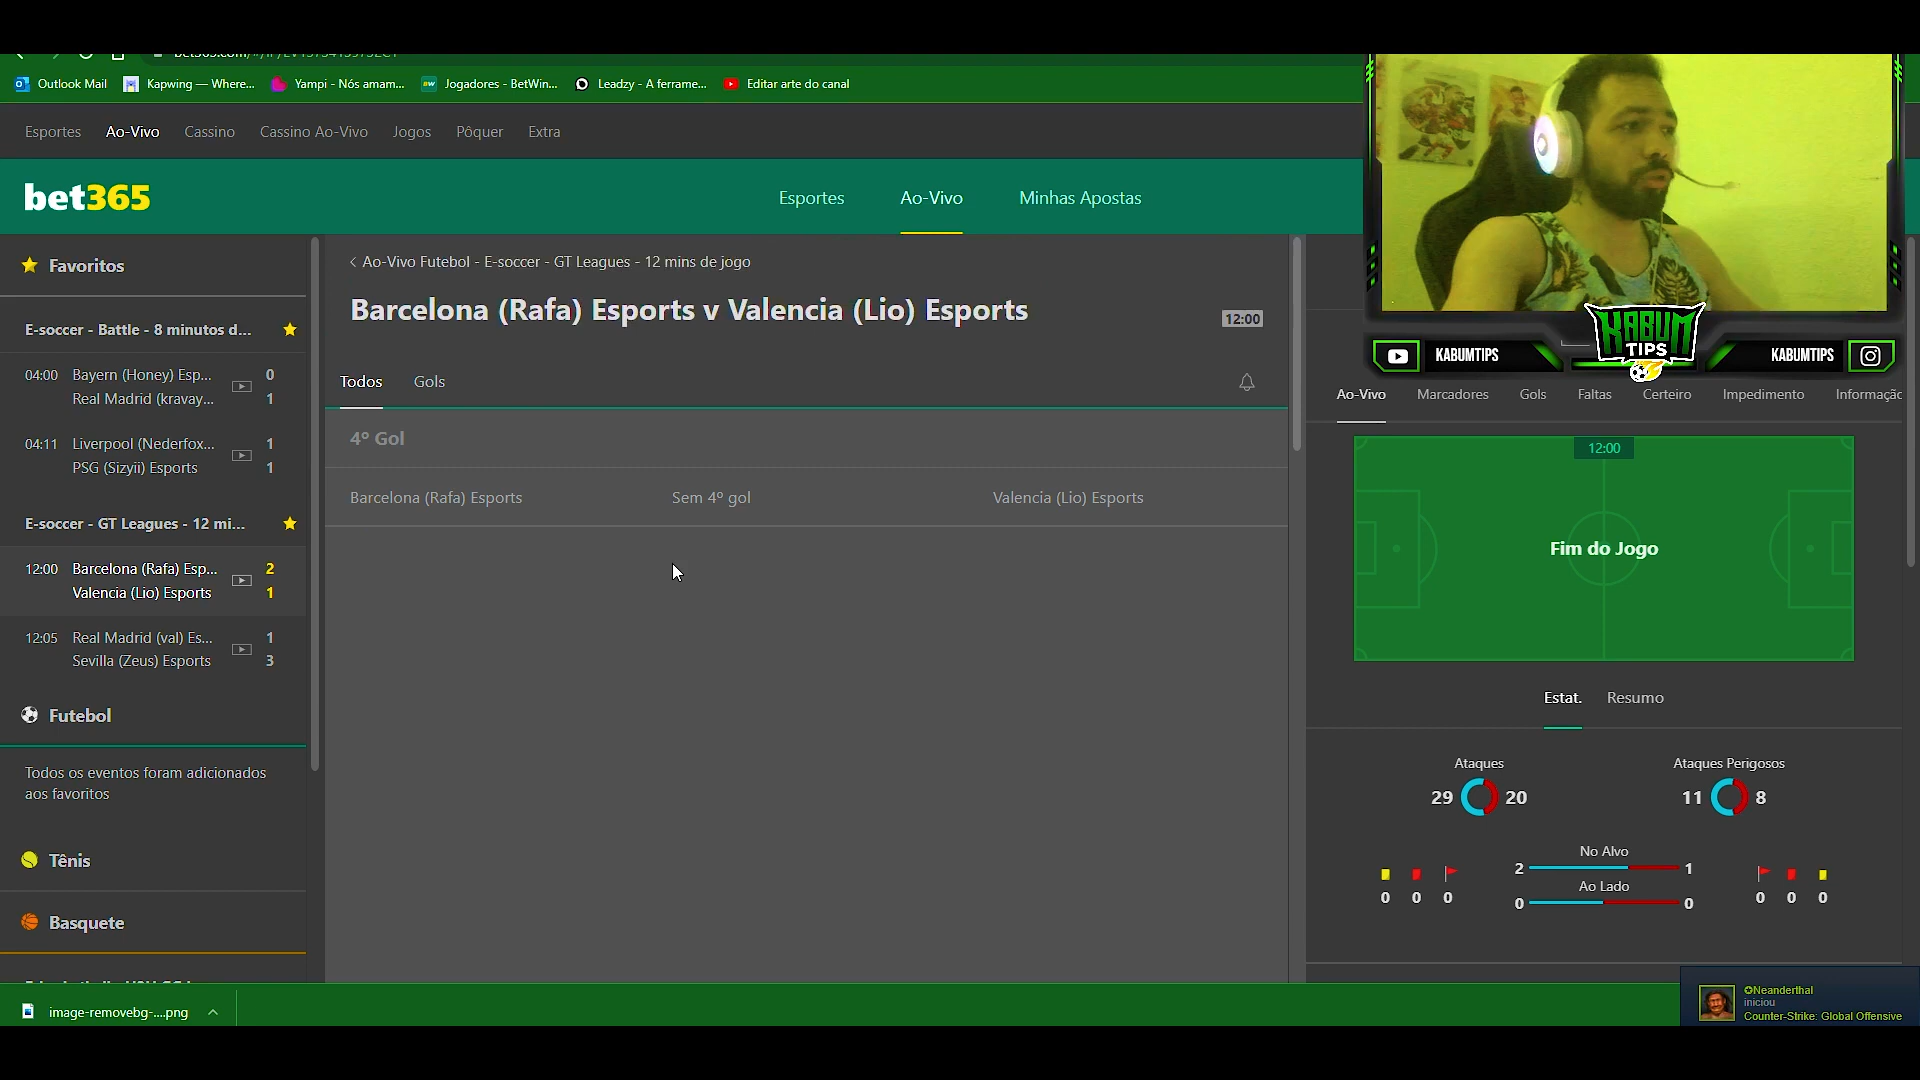 Outlook Mail
Kapwing — Where...
Yampi - Nós amam...
Jogadores - BetWin...
Leadzy - A ferrame...
Editar arte do canal
Esportes
Ao-Vivo
Cassino
Cassino Ao-Vivo
Jogos
Pôquer
Extra
bet365
Esportes
Ao-Vivo
Minhas Apostas
Favoritos
E-soccer - Battle - 8 minutos d...
04:00 Bayern (Honey) Esp... 0
Real Madrid (kravay... 1
04:11 Liverpool (Nederfox... 1
PSG (Sizyii) Esports 1
E-soccer - GT Leagues - 12 mi...
12:00 Barcelona (Rafa) Esp... 2
Valencia (Lio) Esports 1
12:05 Real Madrid (val) Es... 1
Sevilla (Zeus) Esports 3
Futebol
Todos os eventos foram adicionados
aos favoritos
Tênis
Basquete
< Ao-Vivo Futebol - E-soccer - GT Leagues - 12 mins de jogo
Barcelona (Rafa) Esports v Valencia (Lio) Esports
12:00
Todos
Gols
4º Gol
Barcelona (Rafa) Esports
Sem 4º gol
Valencia (Lio) Esports
KABUMTIPS
KABUM
TIPS
KABUMTIPS
Ao-Vivo
Marcadores
Gols
Faltas
Certeiro
Impedimento
Informaçã
12:00
Fim do Jogo
Estat.
Resumo
Ataques
29 20
Ataques Perigosos
11 8
No Alvo
2 1
Ao Lado
0 0
0 0 0
0 0 0
image-removebg-....png
Neanderthal
iniciou
Counter-Strike: Global Offensive